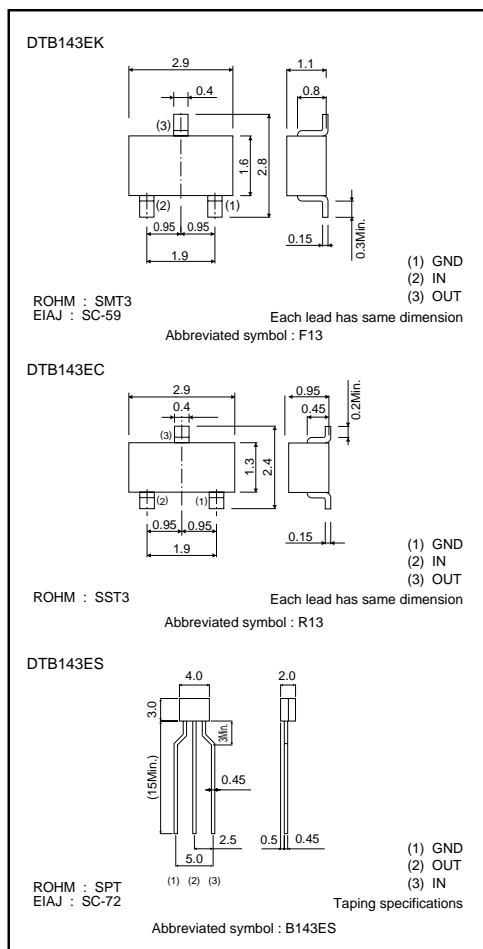 DTB143EK
2.9
1.1
0.4
0.8
(3)
1.6
2.8
(2)
(1)
0.95
0.95
0.15
0.3Min.
1.9
(1) GND
(2) IN
(3) OUT
ROHM : SMT3
EIAJ : SC-59
Each lead has same dimension
Abbreviated symbol : F13
DTB143EC
2.9
0.95
0.4
0.45
0.2Min.
(3)
1.3
2.4
(2)
(1)
0.95
0.95
0.15
1.9
(1) GND
(2) IN
(3) OUT
ROHM : SST3
Each lead has same dimension
Abbreviated symbol : R13
DTB143ES
4.0
2.0
3.0
3Min.
(15Min.)
0.45
2.5
0.5
0.45
5.0
(1) (2) (3)
(1) GND
(2) OUT
(3) IN
ROHM : SPT
EIAJ : SC-72
Taping specifications
Abbreviated symbol : B143ES